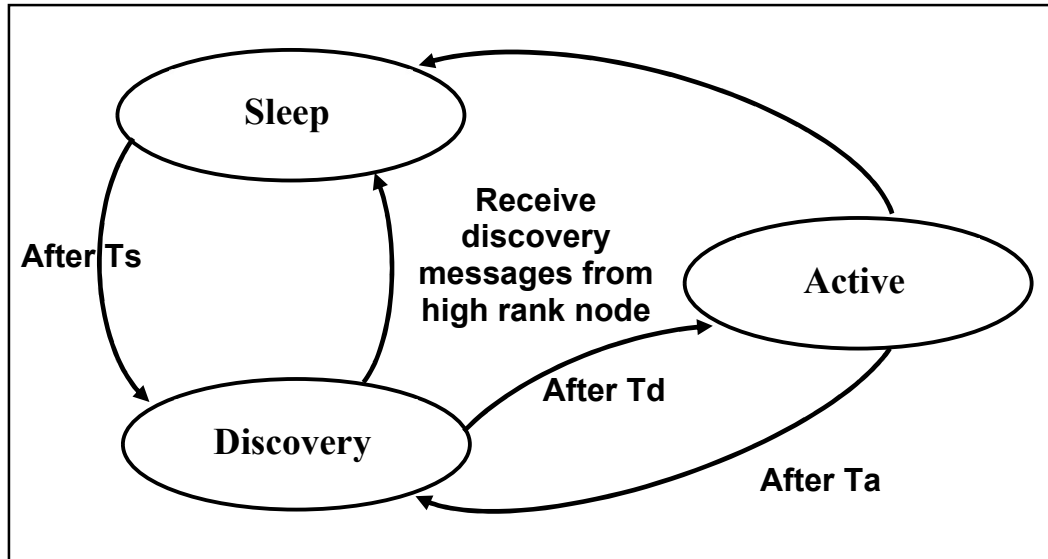 Sleep
After Ts
Receive
discovery
messages from
high rank node
Active
After Td
Discovery
After Ta